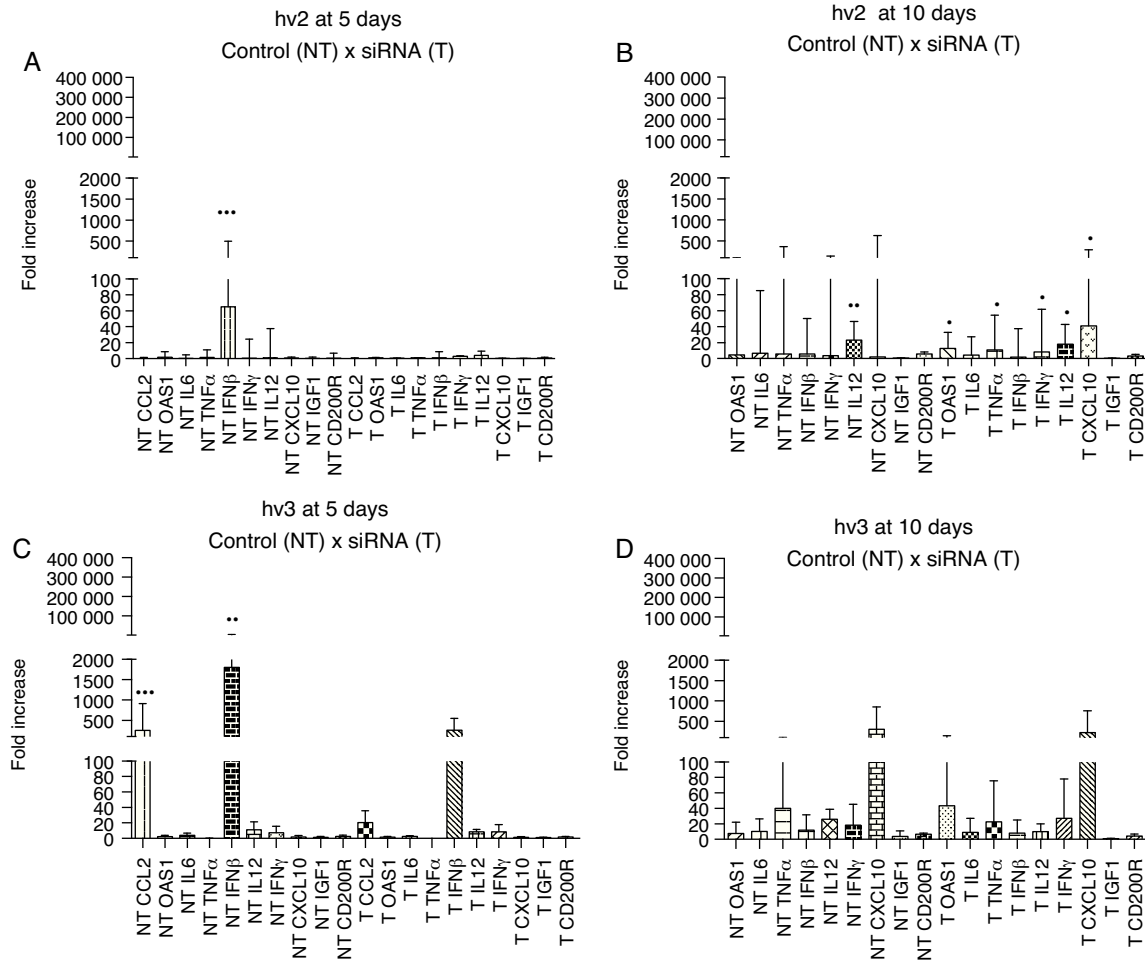 hv2 at 5 days
Control (NT) x siRNA (T)
A
400 000
300 000
200 000
100 000
2000
1500
1000
500
100
80
60
40
20
0
Fold increase
•••
NT CCL2
NT OAS1
NT IL6
NT TNFα
NT IFNβ
NT IFNγ
NT IL12
NT CXCL10
NT IGF1
NT CD200R
T CCL2
T OAS1
T IL6
T TNFα
T IFNβ
T IFNγ
T IL12
T CXCL10
T IGF1
T CD200R
hv2 at 10 days
Control (NT) x siRNA (T)
B
400 000
300 000
200 000
100 000
2000
1500
1000
500
100
80
60
40
20
0
Fold increase
••
•
•
•
•
•
NT OAS1
NT IL6
NT TNFα
NT IFNβ
NT IFNγ
NT IL12
NT CXCL10
NT IGF1
NT CD200R
T OAS1
T IL6
T TNFα
T IFNβ
T IFNγ
T IL12
T CXCL10
T IGF1
T CD200R
hv3 at 5 days
Control (NT) x siRNA (T)
C
400 000
300 000
200 000
100 000
2000
1500
1000
500
100
80
60
40
20
0
Fold increase
•••
••
NT CCL2
NT OAS1
NT IL6
NT TNFα
NT IFNβ
NT IL12
NT IFNγ
NT CXCL10
NT IGF1
NT CD200R
T CCL2
T OAS1
T IL6
T TNFα
T IFNβ
T IL12
T IFNγ
T CXCL10
T IGF1
T CD200R
hv3 at 10 days
Control (NT) x siRNA (T)
D
400 000
300 000
200 000
100 000
2000
1500
1000
500
100
80
60
40
20
0
Fold increase
NT OAS1
NT IL6
NT TNFα
NT IFNβ
NT IL12
NT IFNγ
NT CXCL10
NT IGF1
NT CD200R
T OAS1
T IL6
T TNFα
T IFNβ
T IL12
T IFNγ
T CXCL10
T IGF1
T CD200R